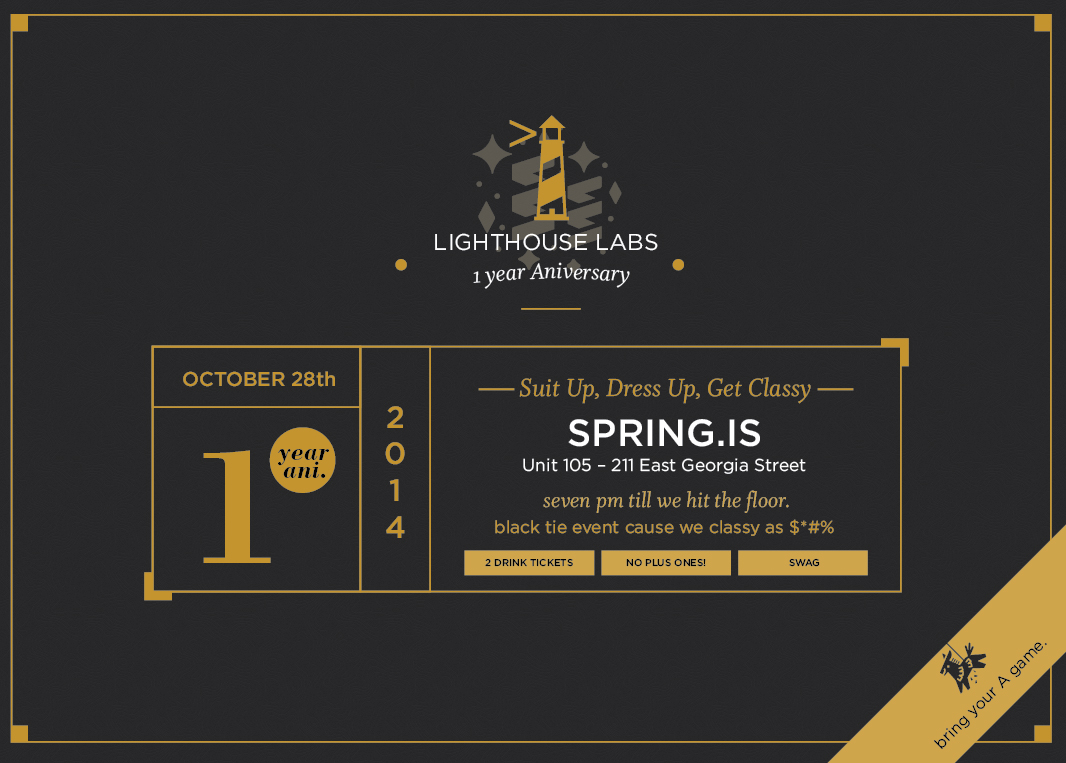 >
LIGHTHOUSE LABS
1 year Aniversary
OCTOBER 28th
1
year
ani.
2
0
1
4
Suit Up, Dress Up, Get Classy
SPRING.IS
Unit 105 – 211 East Georgia Street
seven pm till we hit the floor.
black tie event cause we classy as $*#%
2 DRINK TICKETS
NO PLUS ONES!
SWAG
bring your A game.